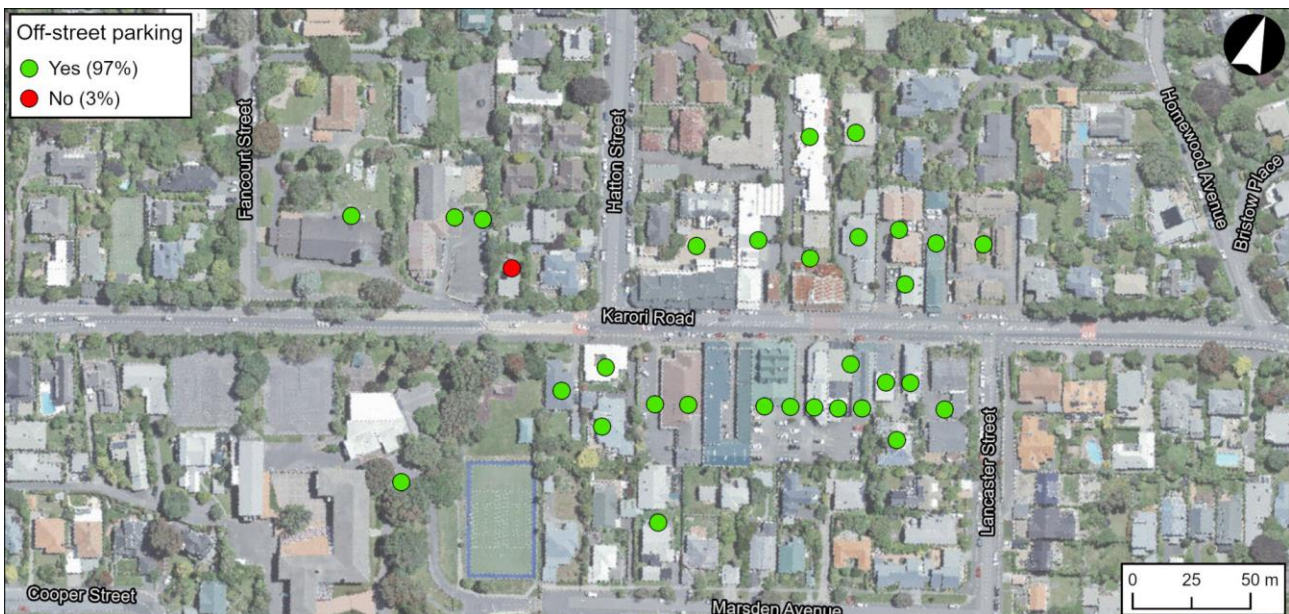 Off-street parking
Yes (97%)
No (3%)
Fancourt Street
Hatton Street
Homewood Avenue
Bristow Place
Karori Road
Lancaster Street
Cooper Street
Marsden Avenue
0 25 50 m